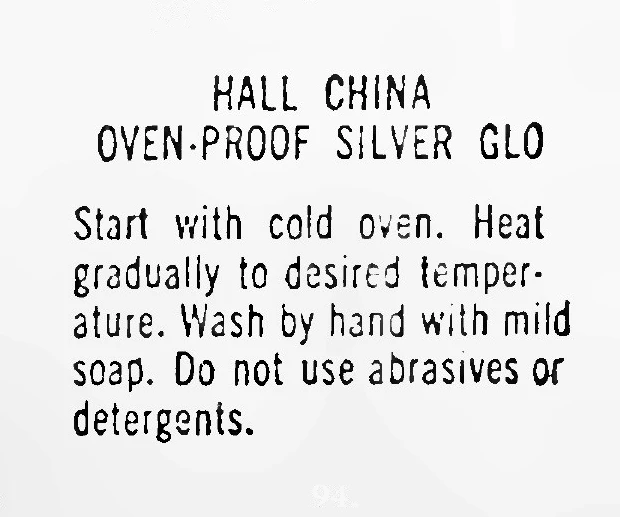 HALL CHINA
OVEN-PROOF SILVER GLO
Start with cold oven. Heat
gradually to desired temper-
ature. Wash by hand with mild
soap. Do not use abrasives or
detergents.
94.